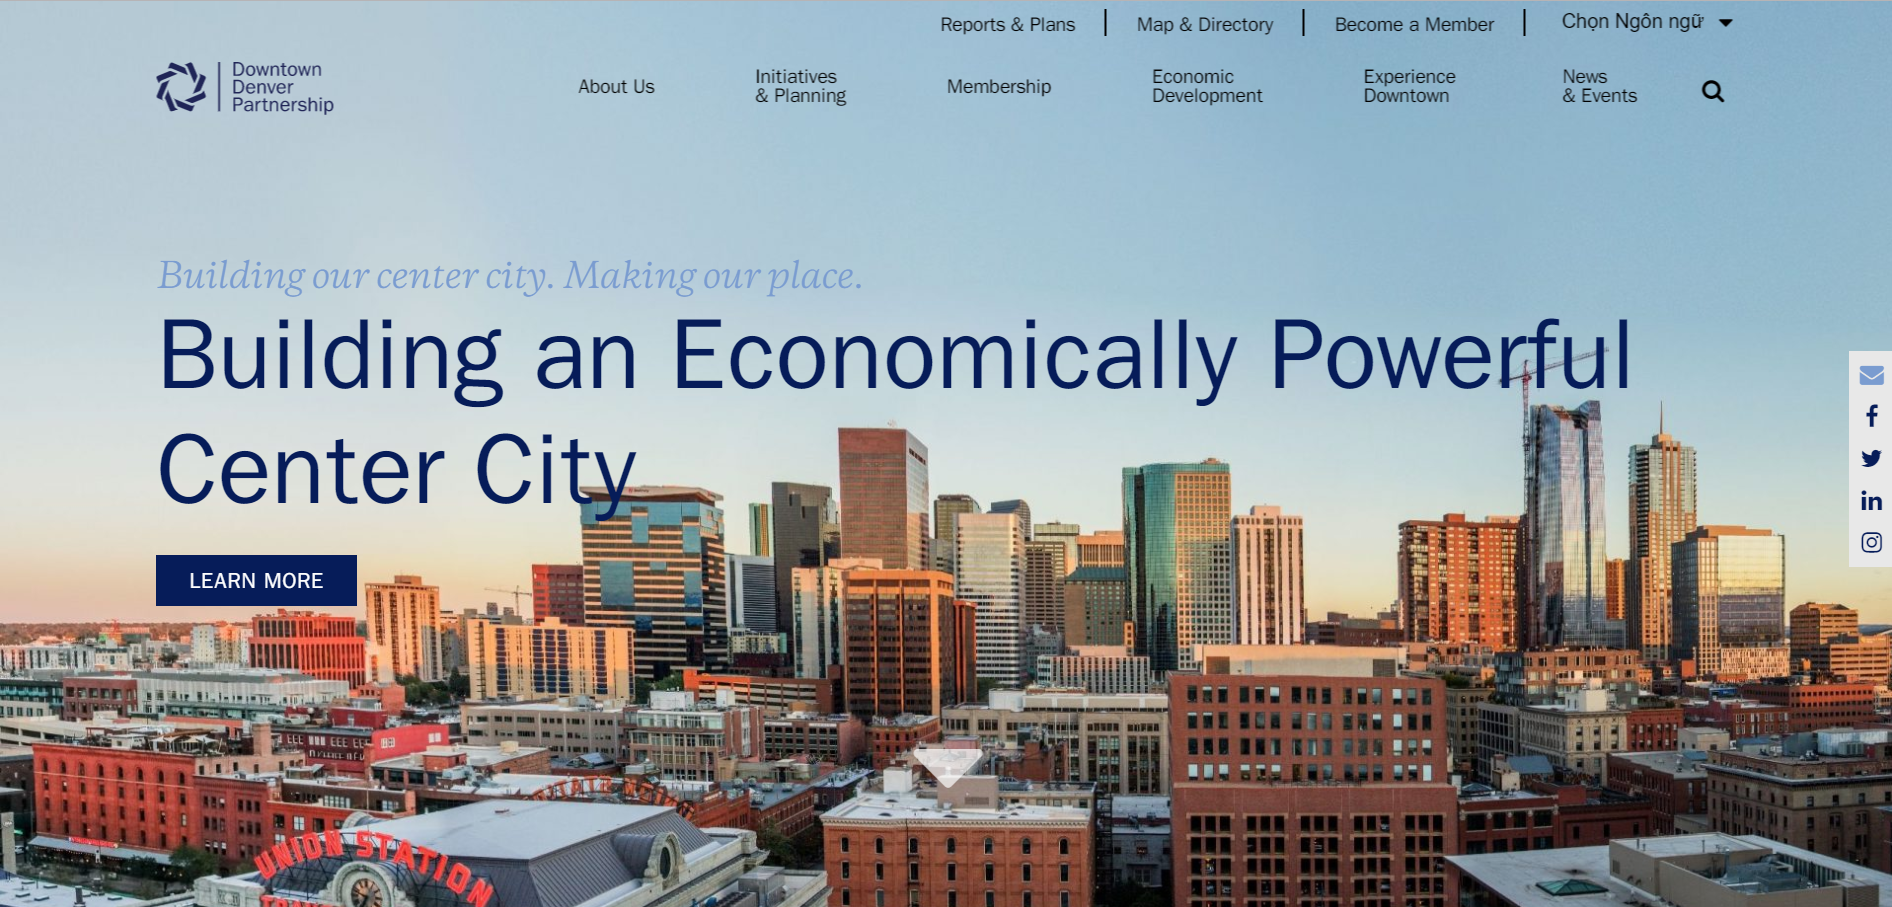 Reports & Plans
Map & Directory
Become a Member
Chọn Ngôn ngữ
Downtown
Denver
Partnership
About Us
Initiatives
& Planning
Membership
Economic
Development
Experience
Downtown
News
& Events
Building our center city. Making our place.
Building an Economically Powerful
Center City
LEARN MORE
UNION STATION